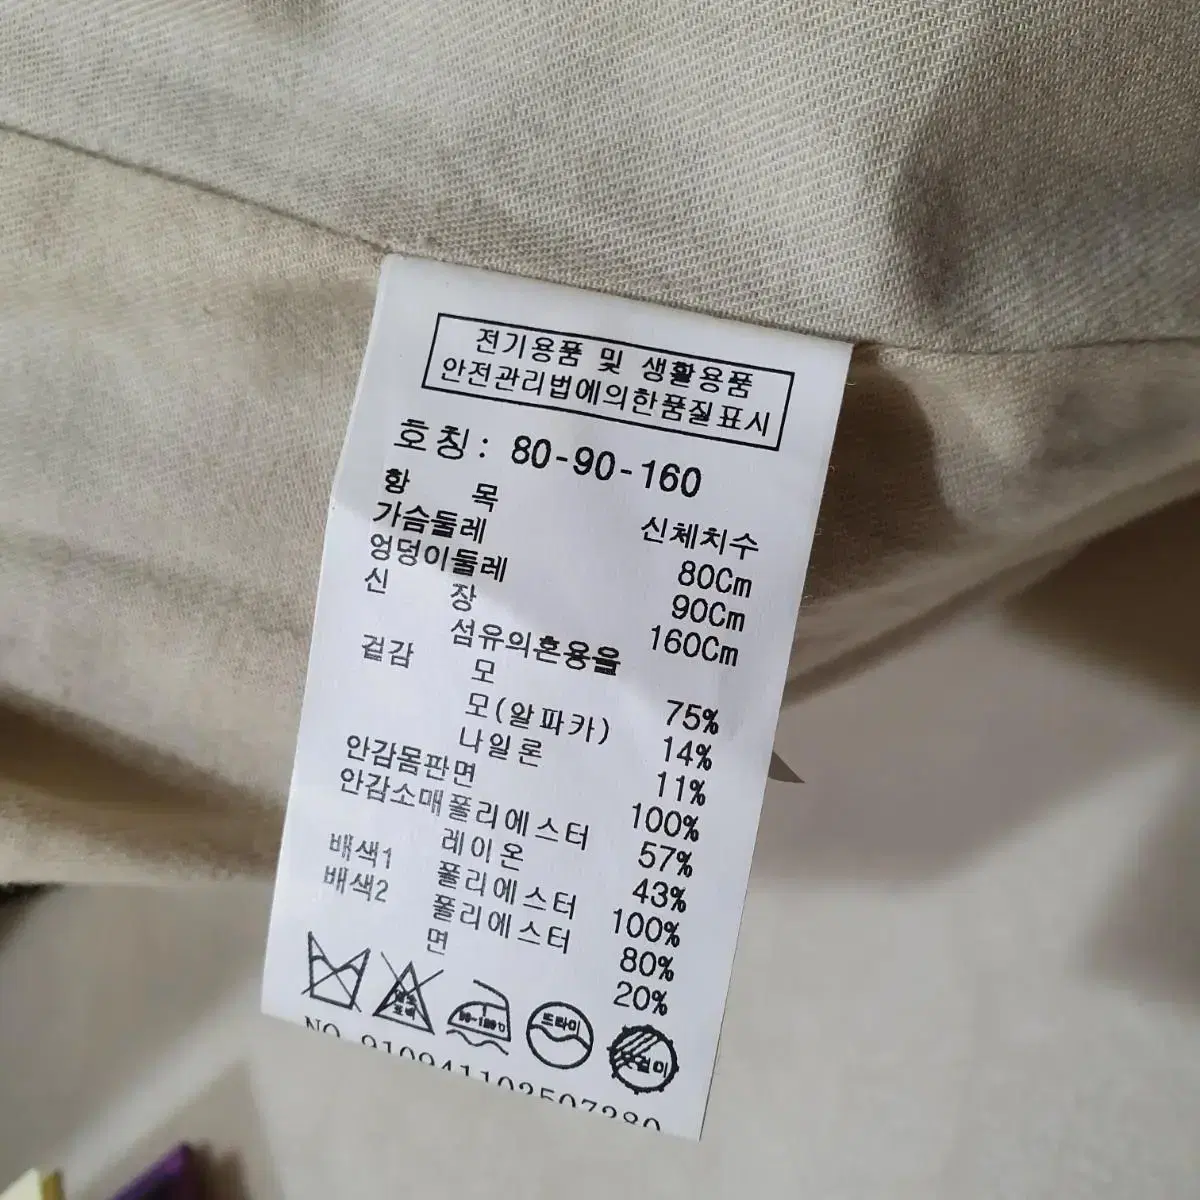 전기용품 및 생활용품
안전관리법에의한품질표시
호칭: 80-90-160
항 목 신체치수
가슴둘레 80Cm
엉덩이둘레 90Cm
신 장 160Cm
섬유의혼용율
겉감 모 75%
모(알파카) 14%
나일론 11%
안감몸판면 100%
안감소매폴리에스터 57%
레이온 43%
배색1 폴리에스터 100%
배색2 폴리에스터 80%
면 20%
드라이
옷걸이